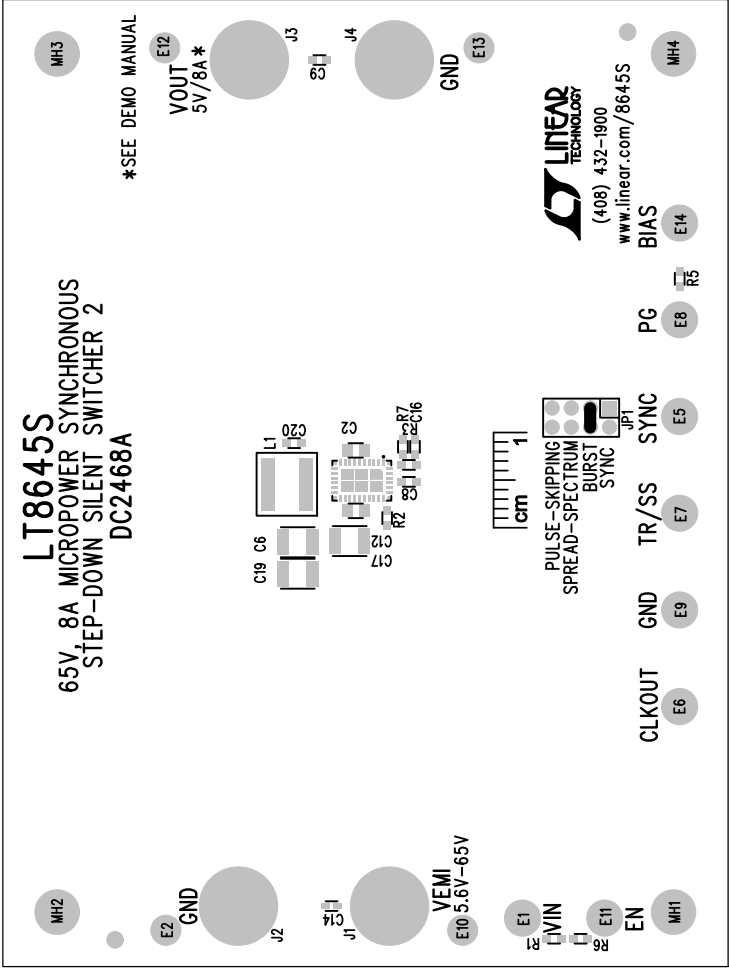 LT8645S
65V, 8A MICROPOWER SYNCHRONOUS
STEP-DOWN SILENT SWITCHER 2
DC2468A
*SEE DEMO MANUAL
MH2
MH3
GND
E2
E12
VOUT
5V/8A*
J2
J3
C14
C9
J1
J4
VEMI
5.6V-65V
E10
GND
E13
C19
C6
L1
C20
C17
C12
C2
R2
C8
R7
C16
cm
1
LINEAR
TECHNOLOGY
(408) 432-1900
www.linear.com/8645S
PULSE-SKIPPING
SPREAD-SPECTRUM
BURST
SYNC
JP1
E1
VIN
R1
R6
E11
EN
MH1
CLKOUT
E6
GND
E9
TR/SS
E7
SYNC
E5
PG
E8
R5
BIAS
E14
MH4